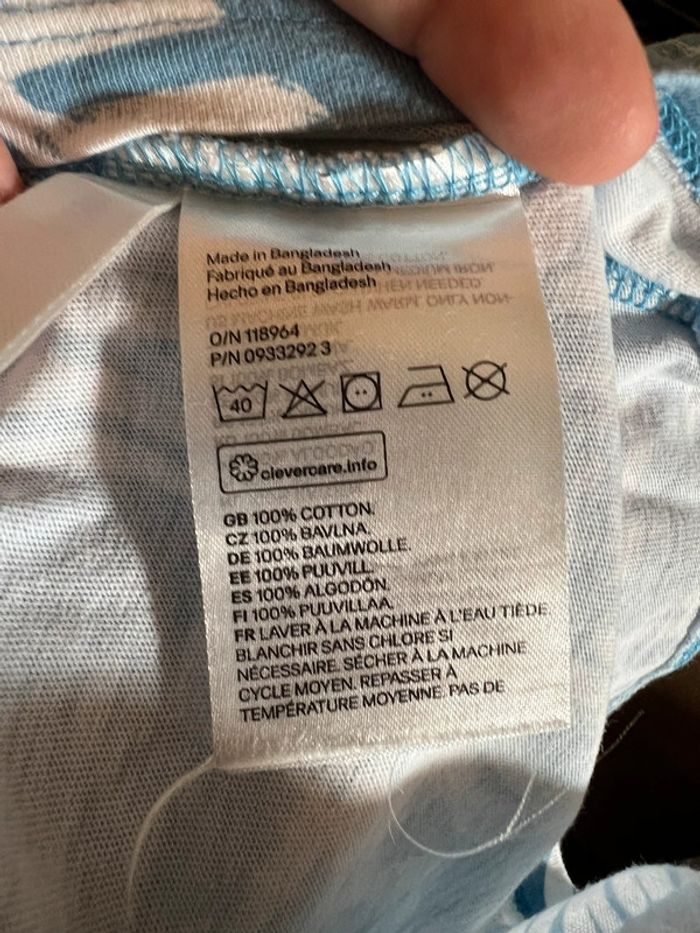 Made in Bangladesh
Fabriqué au Bangladesh
Hecho en Bangladesh
O/N 118964
P/N 0933292 3
40
clevercare.info
GB 100% COTTON.
CZ 100% BAVLNA.
DE 100% BAUMWOLLE.
EE 100% PUUVILL.
ES 100% ALGODÓN.
FI 100% PUUVILLAA.
FR LAVER À LA MACHINE À L'EAU TIÈDE
BLANCHIR SANS CHLORE SI
NÉCESSAIRE. SÉCHER À LA MACHINE
CYCLE MOYEN. REPASSER À
TEMPÉRATURE MOYENNE. PAS DE